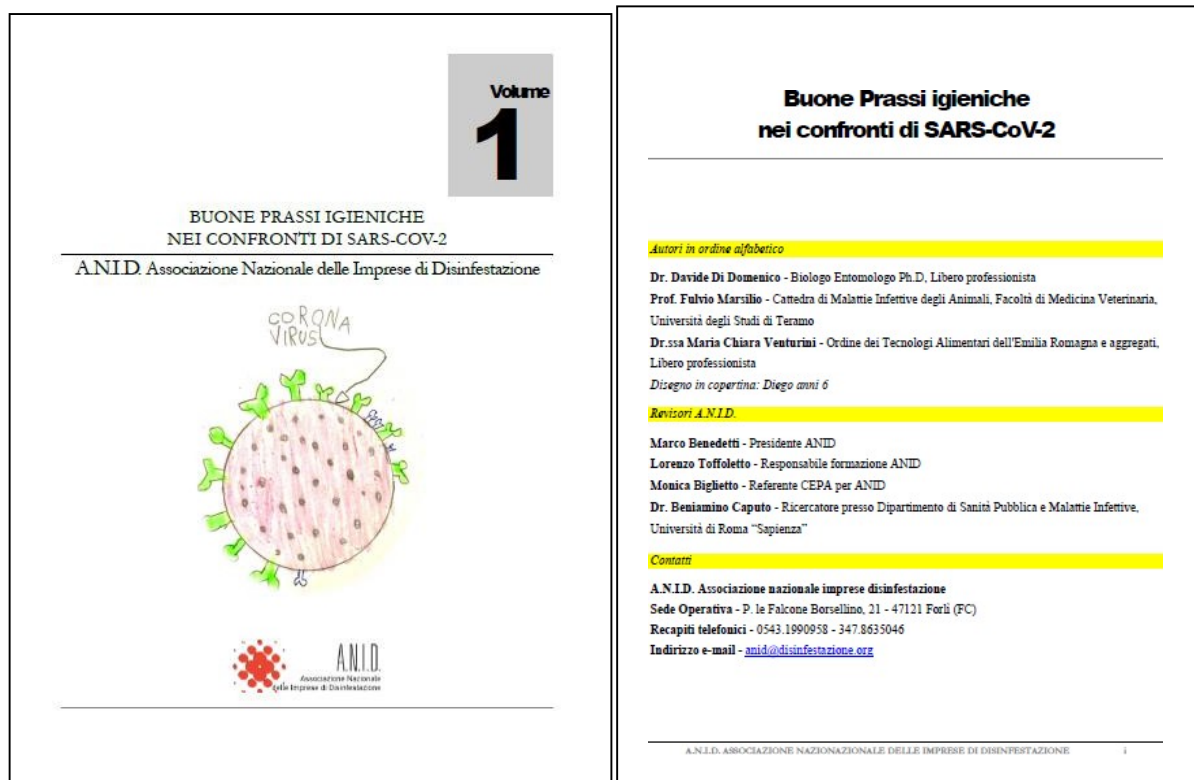 Volume
1
BUONE PRASSI IGIENICHE
NEI CONFRONTI DI SARS-COV-2
A.N.I.D. Associazione Nazionale delle Imprese di Disinfestazione
CORONA
VIRUS
A.N.I.D.
Associazione Nazionale
delle Imprese di Disinfestazione
Buone Prassi igieniche
nei confronti di SARS-CoV-2
Autori in ordine alfabetico
Dr. Davide Di Domenico - Biologo Entomologo Ph.D, Libero professionista
Prof. Fulvio Marsilio - Cattedra di Malattie Infettive degli Animali, Facoltà di Medicina Veterinaria,
Università degli Studi di Teramo
Dr.ssa Maria Chiara Venturini - Ordine dei Tecnologi Alimentari dell'Emilia Romagna e aggregati,
Libero professionista
Disegno in copertina: Diego anni 6
Revisori A.N.I.D.
Marco Benedetti - Presidente ANID
Lorenzo Toffoletto - Responsabile formazione ANID
Monica Biglietto - Referente CEPA per ANID
Dr. Beniamino Caputo - Ricercatore presso Dipartimento di Sanità Pubblica e Malattie Infettive,
Università di Roma “Sapienza”
Contatti
A.N.I.D. Associazione nazionale imprese disinfestazione
Sede Operativa - P. le Falcone Borsellino, 21 - 47121 Forlì (FC)
Recapiti telefonici - 0543.1990958 - 347.8635046
Indirizzo e-mail - anid@disinfestazione.org
A.N.I.D. ASSOCIAZIONE NAZIONAZIONALE DELLE IMPRESE DI DISINFESTAZIONE i